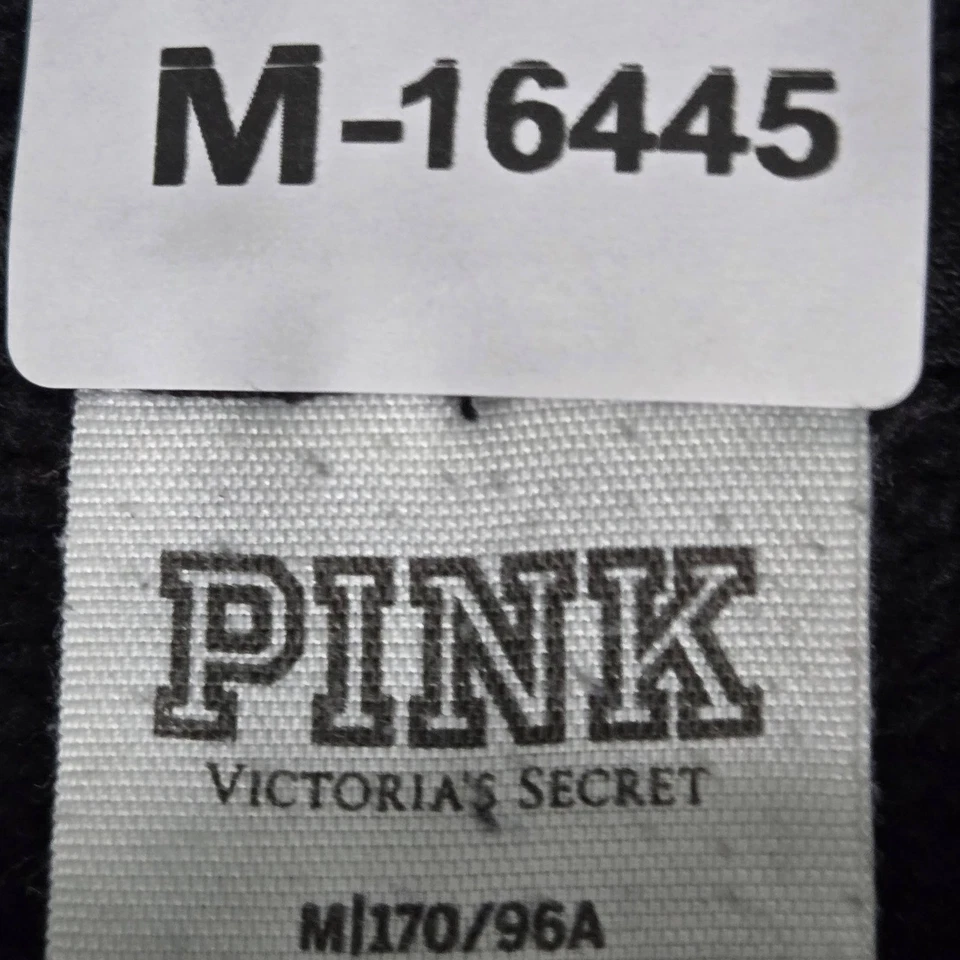 M-16445
PINK
VICTORIA'S SECRET
M|170/96A